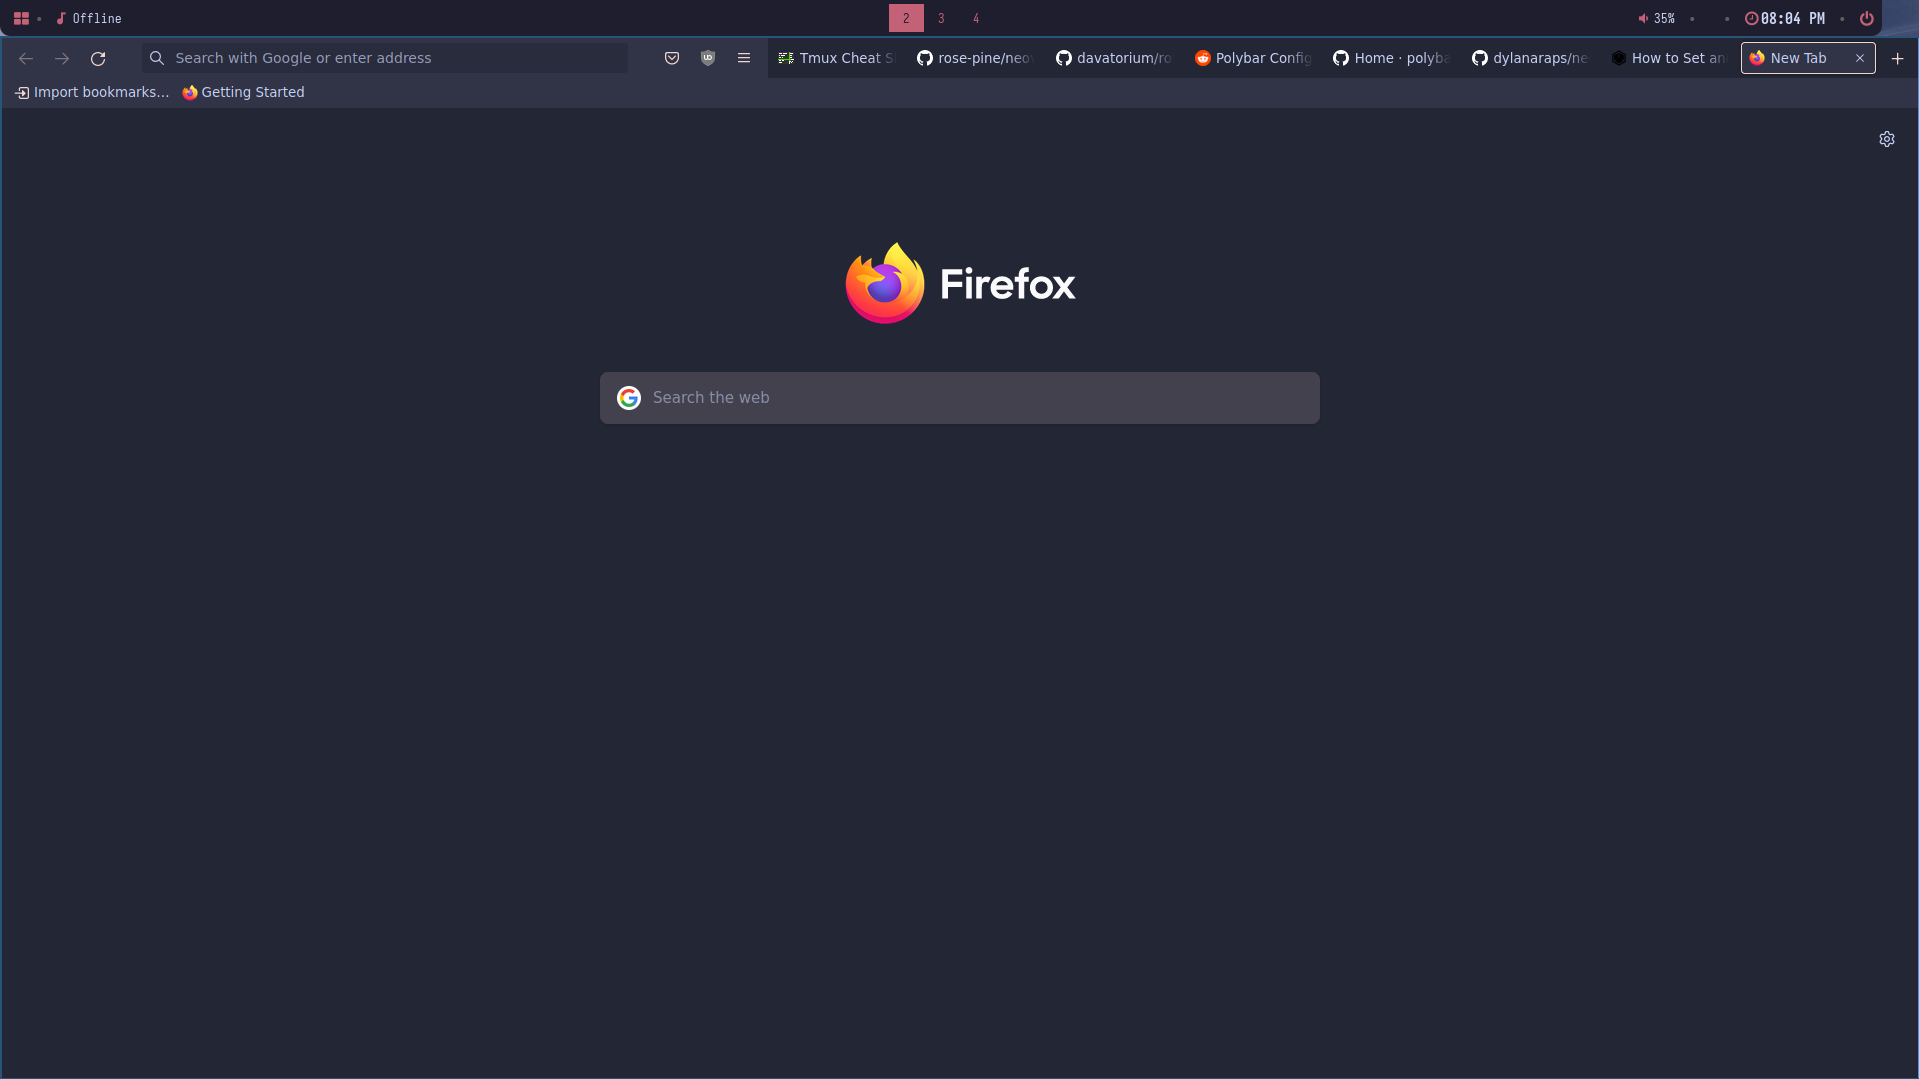 Offline
2 3 4
35%
08:04 PM
Search with Google or enter address
UD
Tmux Cheat S
rose-pine/neov
davatorium/ro
Polybar Config
Home · polyba
dylanaraps/ne
How to Set an
New Tab
Import bookmarks...
Getting Started
Firefox
Search the web